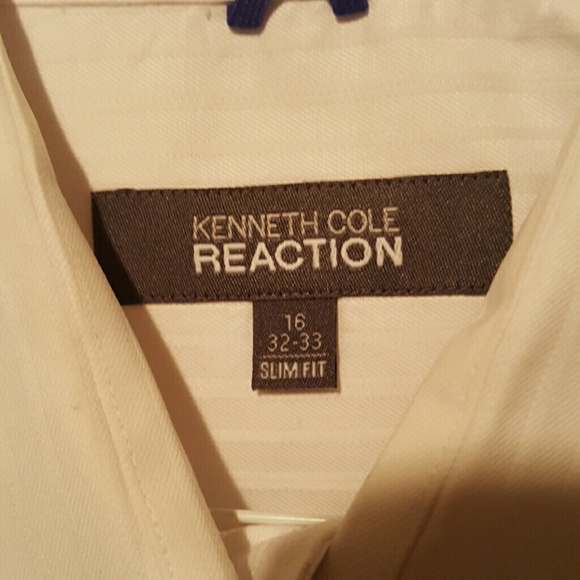 KENNETH COLE
REACTION
16
32-33
SLIM FIT